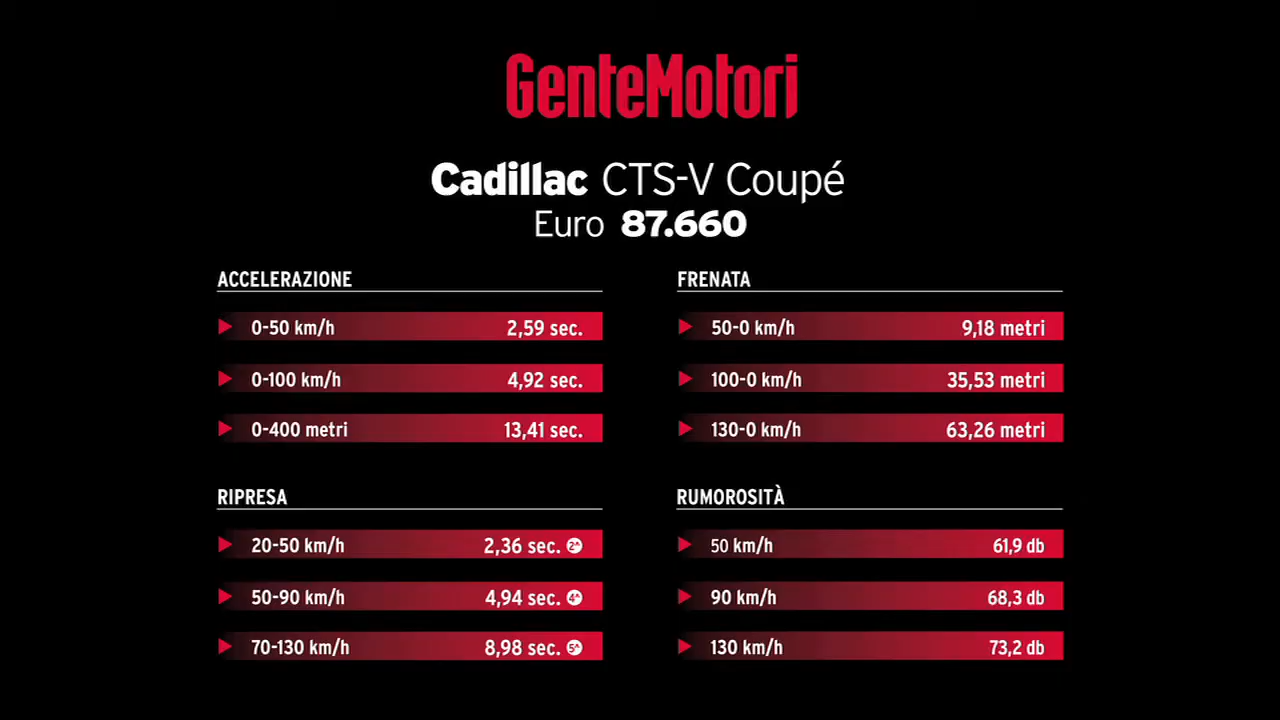 GenteMotori
Cadillac CTS-V Coupé
Euro 87.660
ACCELERAZIONE
0-50 km/h 2,59 sec.
0-100 km/h 4,92 sec.
0-400 metri 13,41 sec.
FRENATA
50-0 km/h 9,18 metri
100-0 km/h 35,53 metri
130-0 km/h 63,26 metri
RIPRESA
20-50 km/h 2,36 sec. 2^
50-90 km/h 4,94 sec. 4^
70-130 km/h 8,98 sec. 5^
RUMOROSITÀ
50 km/h 61,9 db
90 km/h 68,3 db
130 km/h 73,2 db